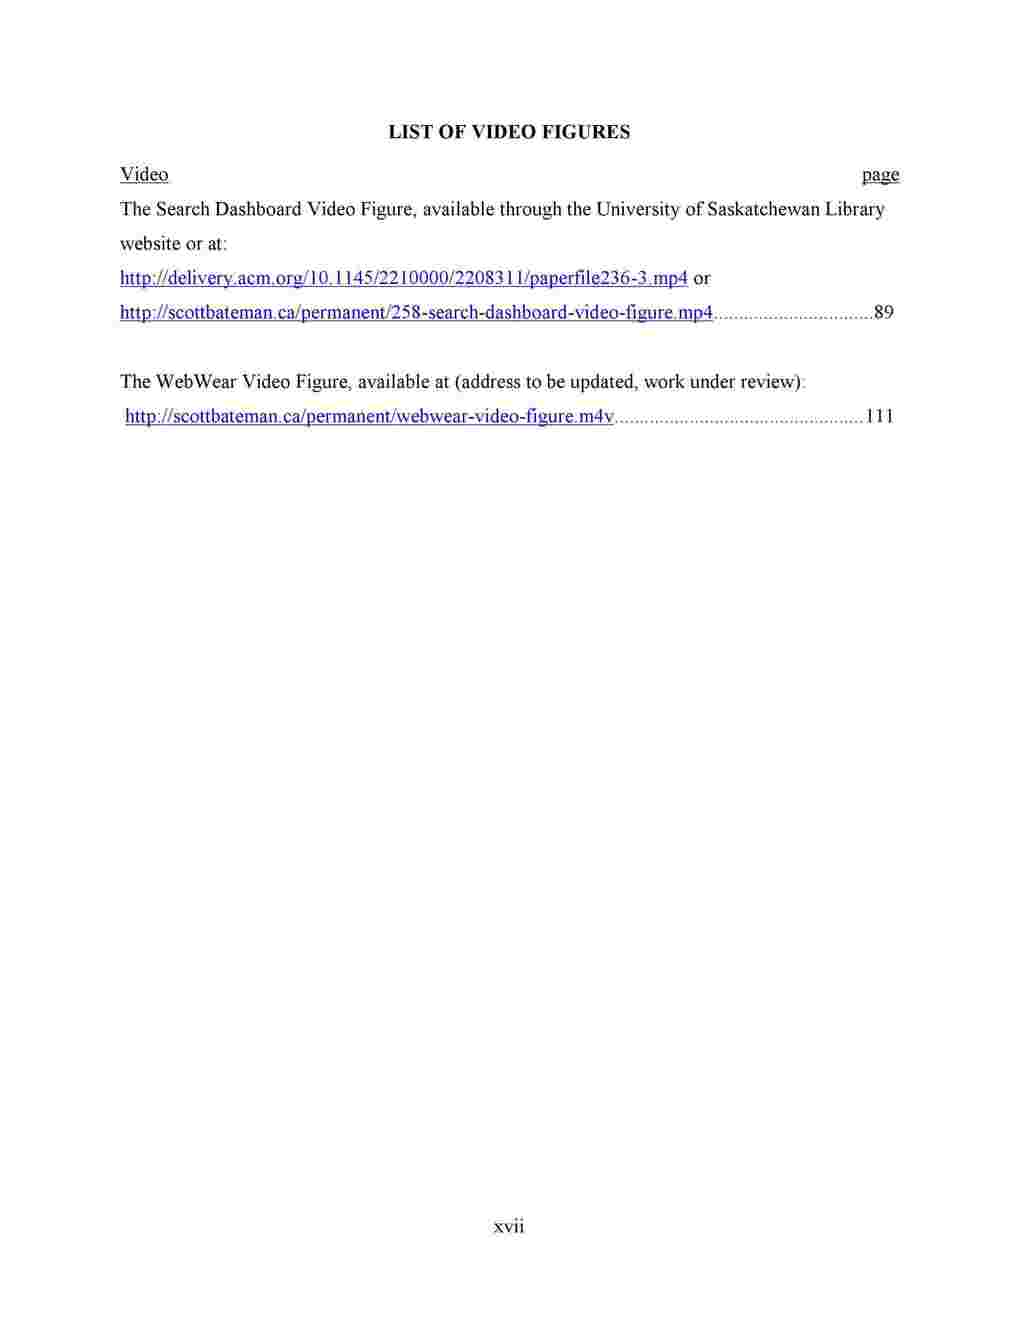 LIST OF VIDEO FIGURES
Video page
The Search Dashboard Video Figure, available through the University of Saskatchewan Library
website or at:
http://delivery.acm.org/10.1145/2210000/2208311/paperfile236-3.mp4 or
http://scottbateman.ca/permanent/258-search-dashboard-video-figure.mp4................................89
The WebWear Video Figure, available at (address to be updated, work under review):
http://scottbateman.ca/permanent/webwear-video-figure.m4v..................................................111
xvii